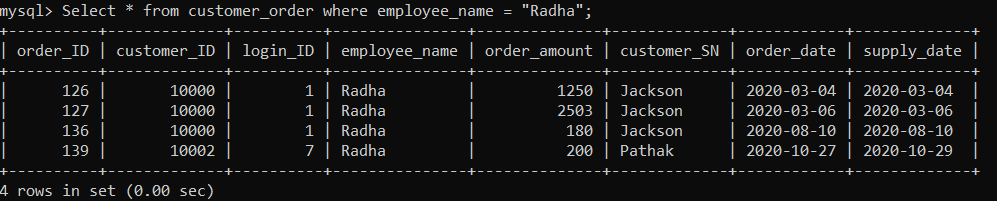 mysql> Select * from customer_order where employee_name = "Radha";
+----------+-------------+----------+---------------+--------------+-------------+------------+-------------+
| order_ID | customer_ID | login_ID | employee_name | order_amount | customer_SN | order_date | supply_date |
+----------+-------------+----------+---------------+--------------+-------------+------------+-------------+
|      126 |       10000 |        1 | Radha         |         1250 | Jackson     | 2020-03-04 | 2020-03-04  |
|      127 |       10000 |        1 | Radha         |         2503 | Jackson     | 2020-03-06 | 2020-03-06  |
|      136 |       10000 |        1 | Radha         |          180 | Jackson     | 2020-08-10 | 2020-08-10  |
|      139 |       10002 |        7 | Radha         |          200 | Pathak      | 2020-10-27 | 2020-10-29  |
+----------+-------------+----------+---------------+--------------+-------------+------------+-------------+
4 rows in set (0.00 sec)